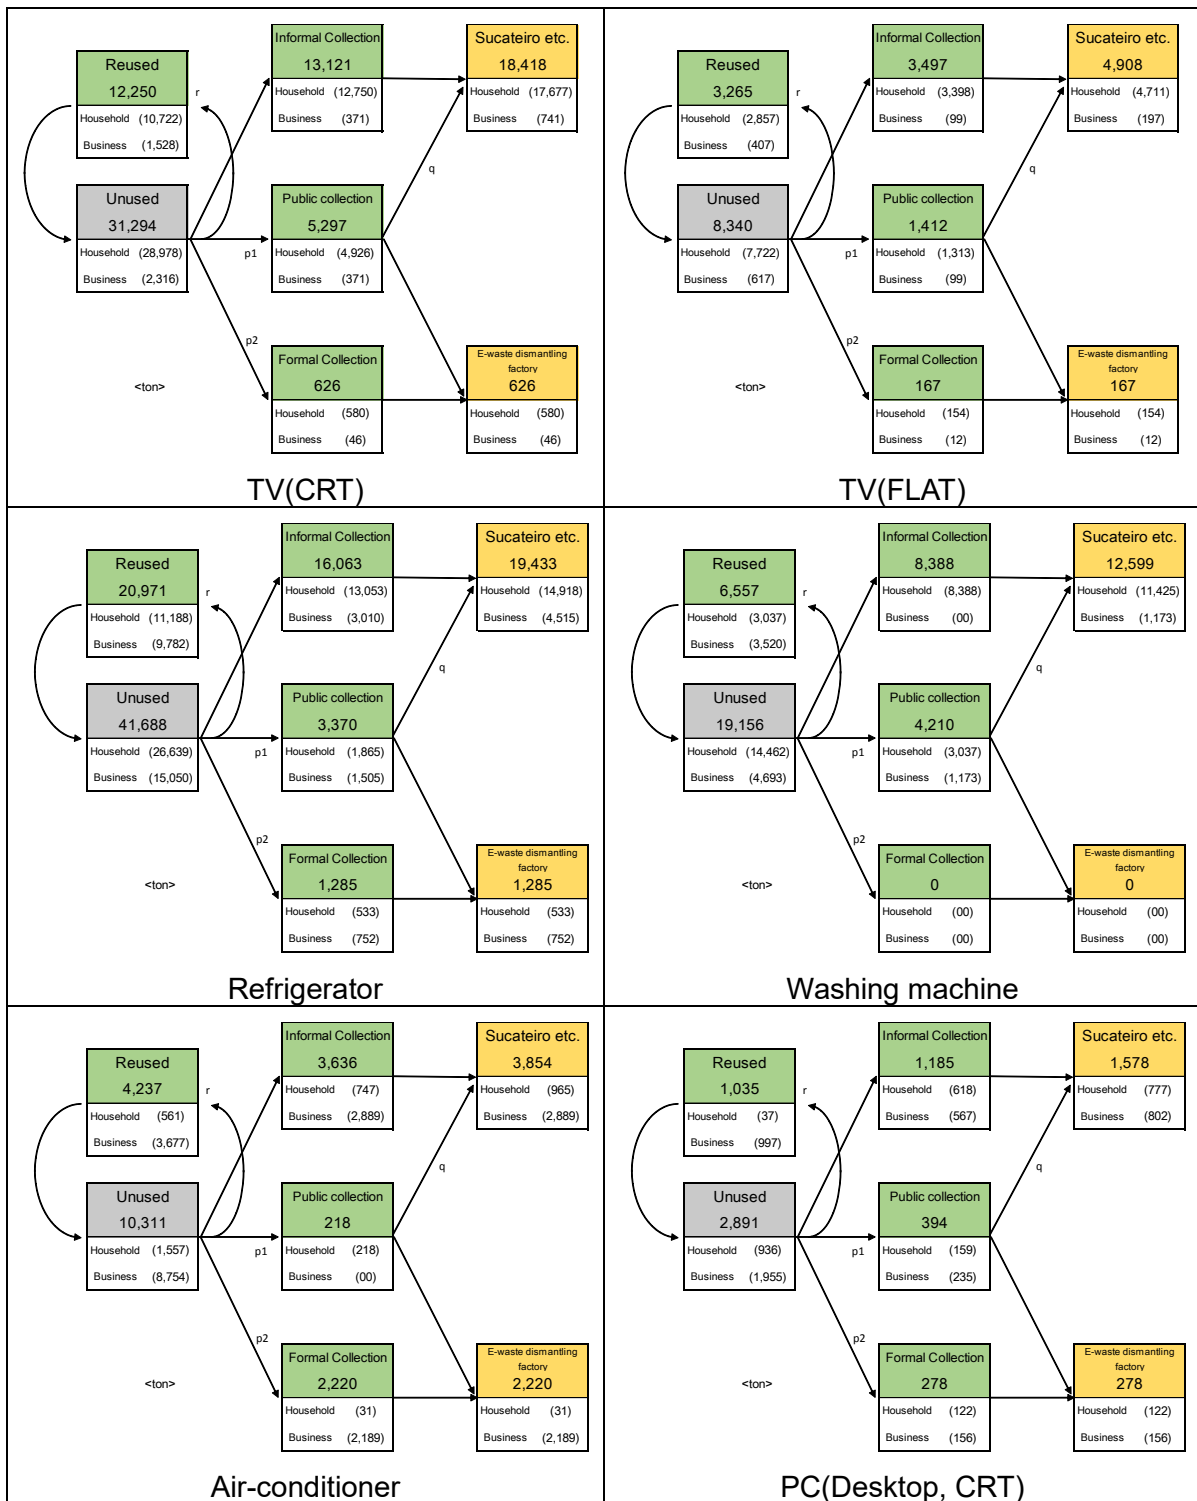 Informal Collection
13,121
Household (12,750)
Business (371)
Sucateiro etc.
18,418
Household (17,677)
Business (741)
Reused
12,250
r
Household (10,722)
Business (1,528)
q
Unused
31,294
Household (28,978)
Business (2,316)
p1
Public collection
5,297
Household (4,926)
Business (371)
p2
Formal Collection
626
Household (580)
Business (46)
E-waste dismantling
factory
626
Household (580)
Business (46)
<ton>
TV(CRT)
Informal Collection
3,497
Household (3,398)
Business (99)
Sucateiro etc.
4,908
Household (4,711)
Business (197)
Reused
3,265
r
Household (2,857)
Business (407)
q
Unused
8,340
Household (7,722)
Business (617)
p1
Public collection
1,412
Household (1,313)
Business (99)
p2
Formal Collection
167
Household (154)
Business (12)
E-waste dismantling
factory
167
Household (154)
Business (12)
<ton>
TV(FLAT)
Informal Collection
16,063
Household (13,053)
Business (3,010)
Sucateiro etc.
19,433
Household (14,918)
Business (4,515)
Reused
20,971
r
Household (11,188)
Business (9,782)
q
Unused
41,688
Household (26,639)
Business (15,050)
p1
Public collection
3,370
Household (1,865)
Business (1,505)
p2
Formal Collection
1,285
Household (533)
Business (752)
E-waste dismantling
factory
1,285
Household (533)
Business (752)
<ton>
Refrigerator
Informal Collection
8,388
Household (8,388)
Business (00)
Sucateiro etc.
12,599
Household (11,425)
Business (1,173)
Reused
6,557
r
Household (3,037)
Business (3,520)
q
Unused
19,156
Household (14,462)
Business (4,693)
p1
Public collection
4,210
Household (3,037)
Business (1,173)
p2
Formal Collection
0
Household (00)
Business (00)
E-waste dismantling
factory
0
Household (00)
Business (00)
<ton>
Washing machine
Informal Collection
3,636
Household (747)
Business (2,889)
Sucateiro etc.
3,854
Household (965)
Business (2,889)
Reused
4,237
r
Household (561)
Business (3,677)
q
Unused
10,311
Household (1,557)
Business (8,754)
p1
Public collection
218
Household (218)
Business (00)
p2
Formal Collection
2,220
Household (31)
Business (2,189)
E-waste dismantling
factory
2,220
Household (31)
Business (2,189)
<ton>
Air-conditioner
Informal Collection
1,185
Household (618)
Business (567)
Sucateiro etc.
1,578
Household (777)
Business (802)
Reused
1,035
r
Household (37)
Business (997)
q
Unused
2,891
Household (936)
Business (1,955)
p1
Public collection
394
Household (159)
Business (235)
p2
Formal Collection
278
Household (122)
Business (156)
E-waste dismantling
factory
278
Household (122)
Business (156)
<ton>
PC(Desktop, CRT)